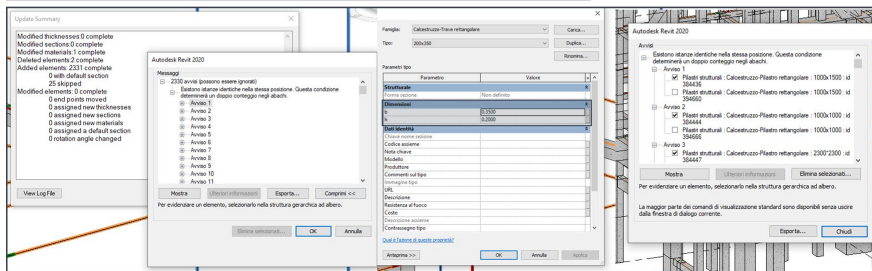 Update Summary
Modified thicknesses:0 complete
Modified sections:0 complete
Modified materials:1 complete
Deleted elements:2 complete
Added elements: 2331 complete
0 with default section
25 skipped
Modified elements: 0 complete
0 end points moved
0 assigned new thicknesses
0 assigned new sections
0 assigned new materials
0 assigned a default section
0 rotation angle changed
View Log File
Autodesk Revit 2020
Messaggi
2330 avvisi (possono essere ignorati)
Esistono istanze identiche nella stessa posizione. Questa condizione
determinerà un doppio conteggio negli abachi.
Avviso 1
Avviso 2
Avviso 3
Avviso 4
Avviso 5
Avviso 6
Avviso 7
Avviso 8
Avviso 9
Avviso 10
Avviso 11
Mostra
Ulteriori informazioni
Esporta...
Comprimi <<
Per evidenziare un elemento, selezionarlo nella struttura gerarchica ad albero.
Elimina selezionati...
OK
Annulla
Famiglia:
Calcestruzzo-Trave rettangolare
Carica...
Tipo:
200x350
Duplica...
Rinomina...
Parametri tipo
Parametro
Valore
Strutturale
Forma sezione
Non definito
Dimensioni
0.3500
0.2000
Dati identità
Chiave nome sezione
Codice assieme
Nota chiave
Modello
Produttore
Commenti sul tipo
Immagine tipo
URL
Descrizione
Resistenza al fuoco
Costo
Descrizione assieme
Contrassegno tipo
Qual è l'azione di queste proprietà?
Anteprima >>
OK
Annulla
Applica
Autodesk Revit 2020
Avvisi
Esistono istanze identiche nella stessa posizione. Questa condizione
determinerà un doppio conteggio negli abachi.
Avviso 1
Pilastri strutturali : Calcestruzzo-Pilastro rettangolare : 1000x1500 : id
384436
Pilastri strutturali : Calcestruzzo-Pilastro rettangolare : 1000x1500 : id
394660
Avviso 2
Pilastri strutturali : Calcestruzzo-Pilastro rettangolare : 1000x1000 : id
384444
Pilastri strutturali : Calcestruzzo-Pilastro rettangolare : 1000x1000 : id
394666
Avviso 3
Pilastri strutturali : Calcestruzzo-Pilastro rettangolare : 2300*2300 : id
384447
Mostra
Ulteriori informazioni
Elimina selezionati...
Per evidenziare un elemento, selezionarlo nella struttura gerarchica ad albero.
La maggior parte dei comandi di visualizzazione standard sono disponibili senza uscire
dalla finestra di dialogo corrente.
Esporta...
Chiudi